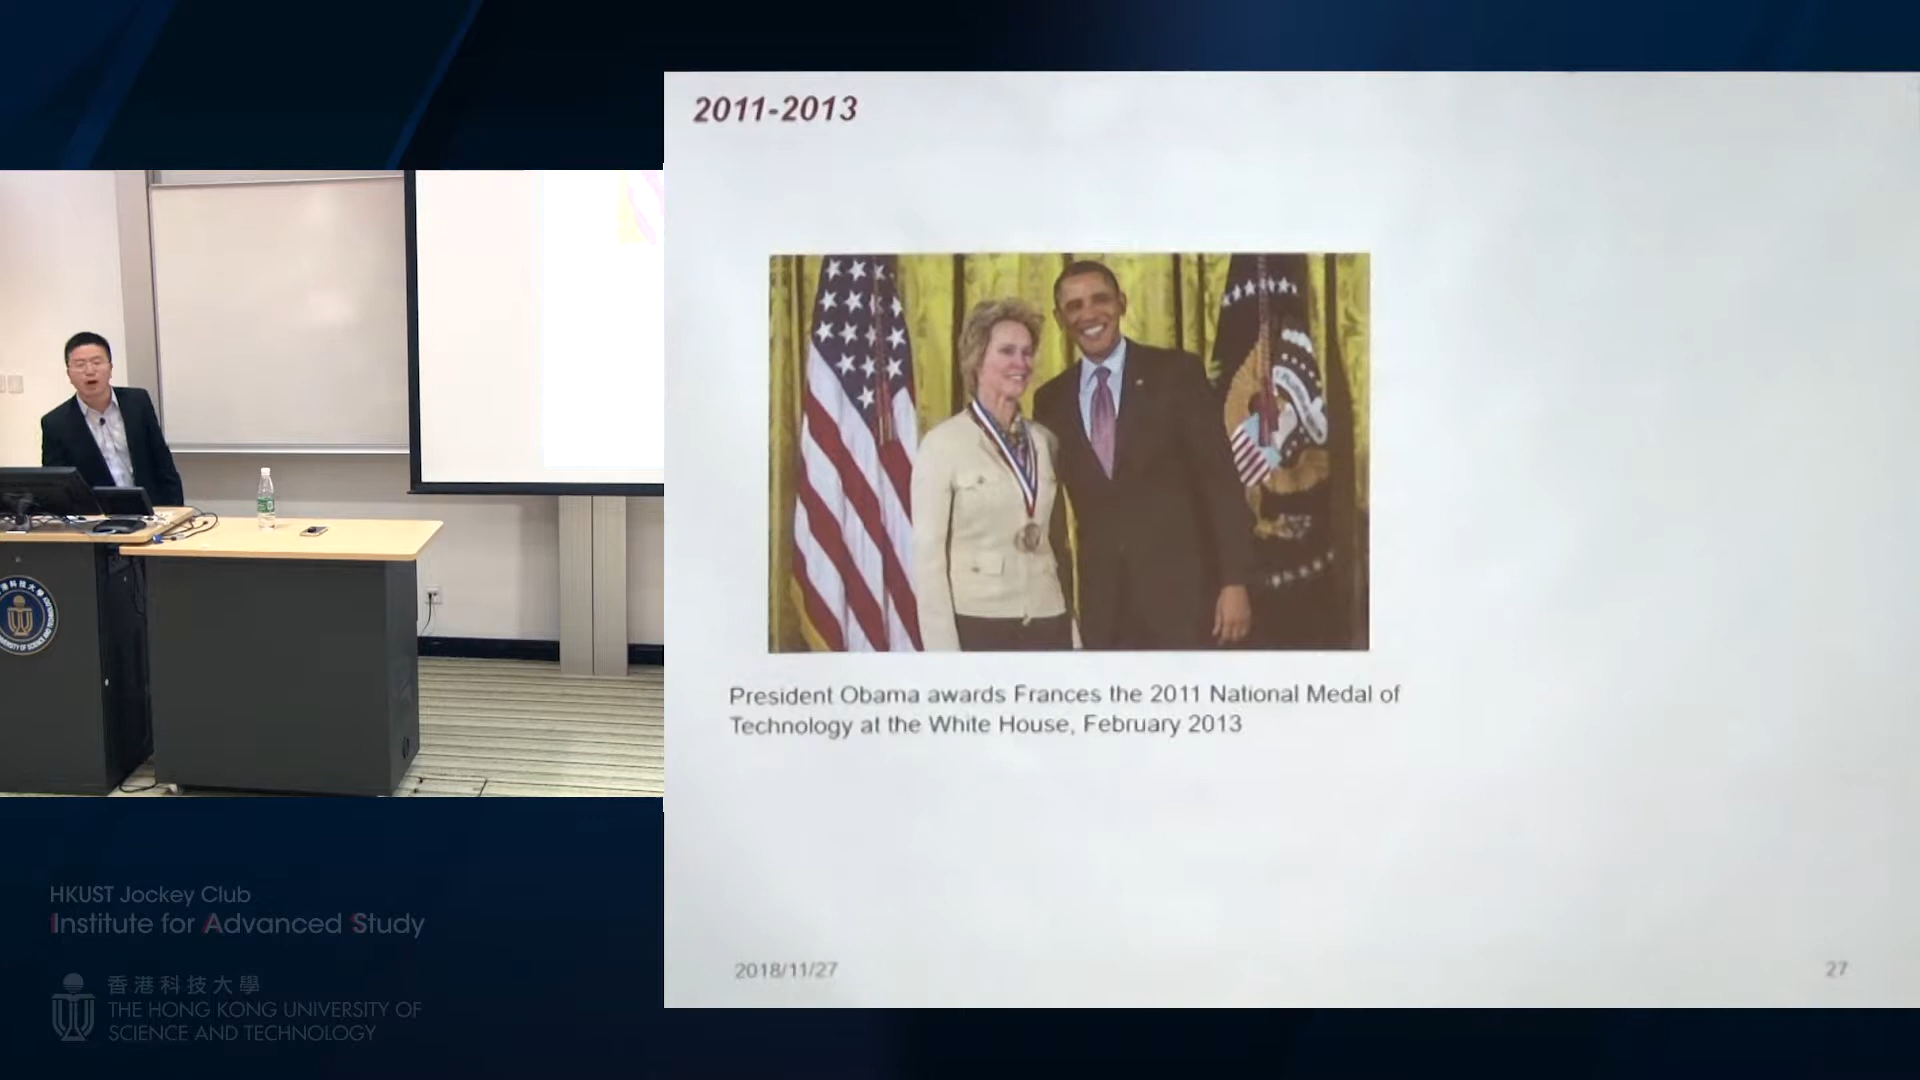 2011-2013
President Obama awards Frances the 2011 National Medal of
Technology at the White House, February 2013
2018/11/27
27
HKUST Jockey Club
Institute for Advanced Study
香港科技大學
THE HONG KONG UNIVERSITY OF
SCIENCE AND TECHNOLOGY